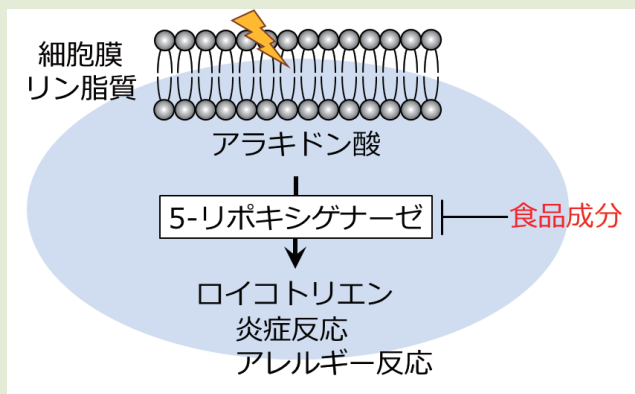 細胞膜
リン脂質
アラキドン酸
5-リポキシゲナーゼ
食品成分
ロイコトリエン
炎症反応
アレルギー反応